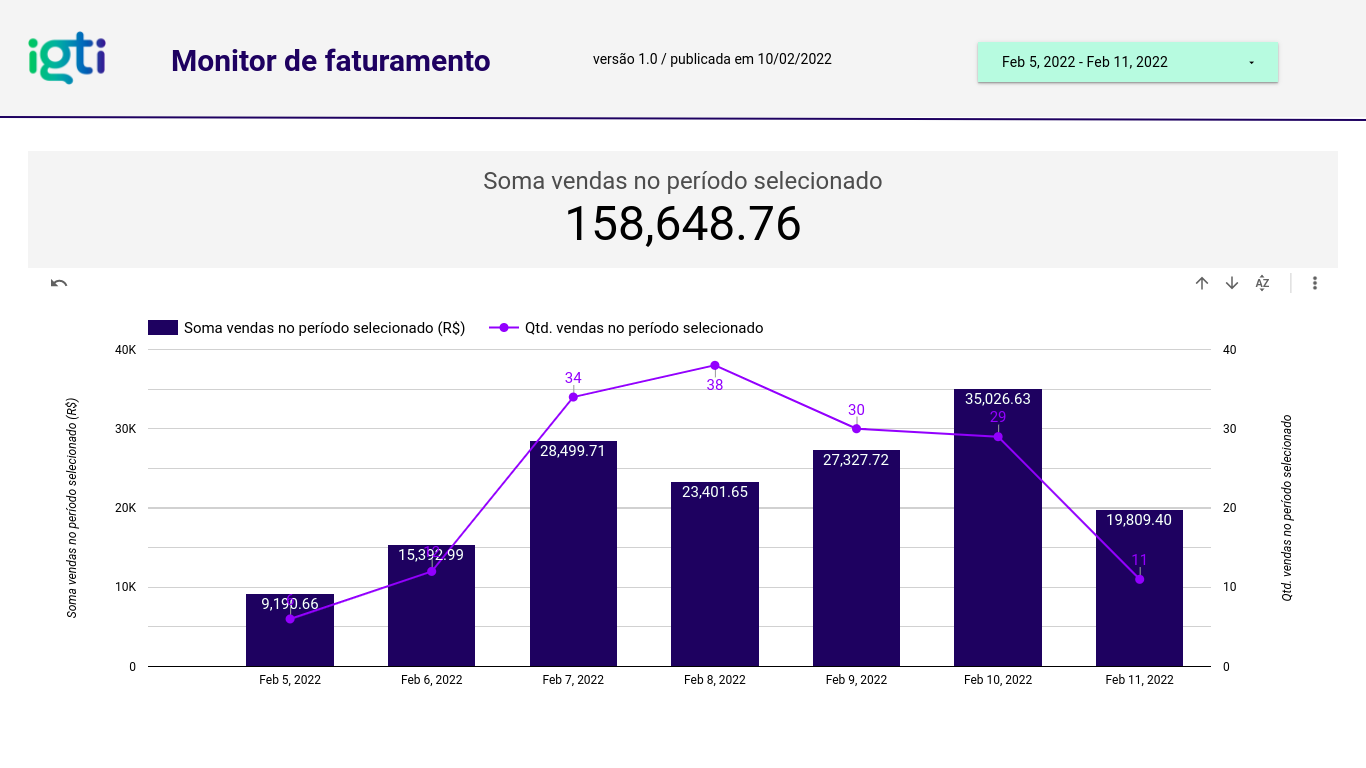 igti
Monitor de faturamento
versão 1.0 / publicada em 10/02/2022
Feb 5, 2022 - Feb 11, 2022
Soma vendas no período selecionado
158,648.76
AZ
Soma vendas no período selecionado (R$)
Qtd. vendas no período selecionado
Soma vendas no período selecionado (R$)
40K
30K
20K
10K
0
9,190.66
15,392.99
12
28,499.71
34
23,401.65
38
27,327.72
30
35,026.63
29
19,809.40
11
40
30
20
10
0
Qtd. vendas no período selecionado
Feb 5, 2022
Feb 6, 2022
Feb 7, 2022
Feb 8, 2022
Feb 9, 2022
Feb 10, 2022
Feb 11, 2022